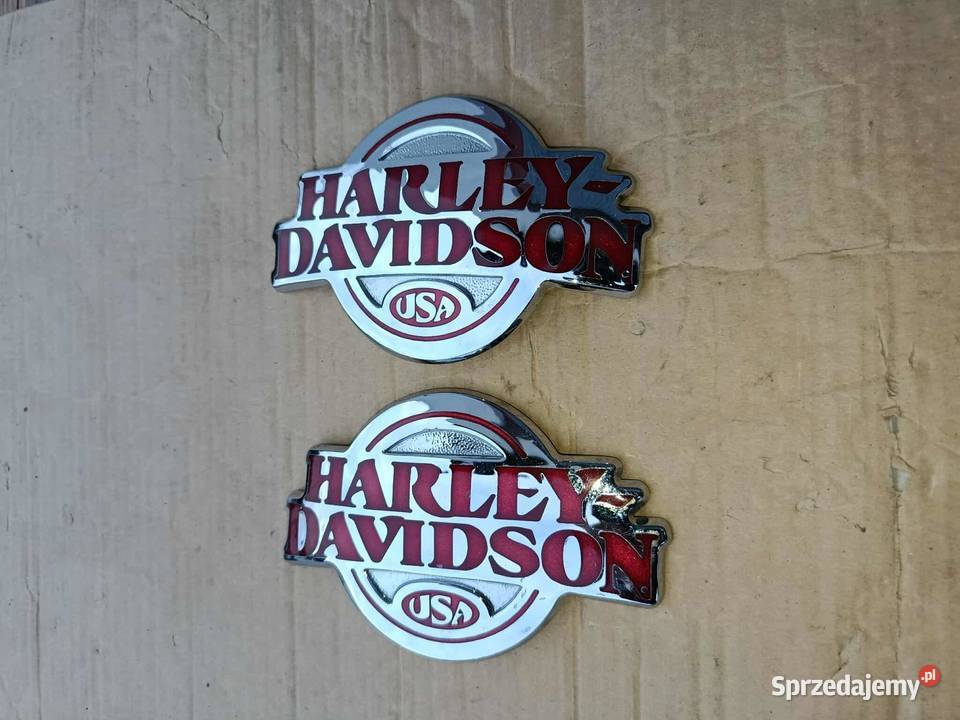 HARLEY-
DAVIDSON
USA
HARLEY-
DAVIDSON
USA
Sprzedajemy.pl